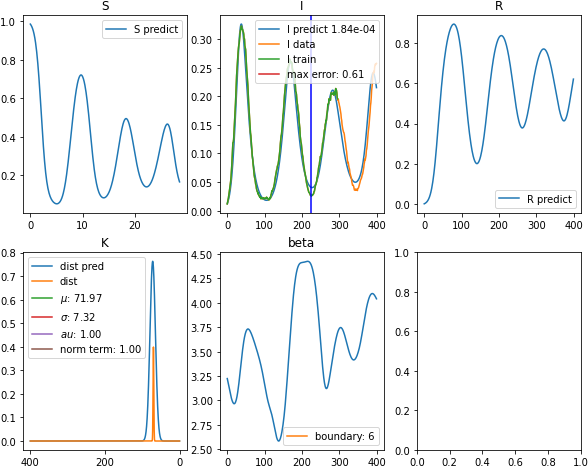 S
I
R
S predict
I predict 1.84e-04
I data
I train
max error: 0.61
R predict
1.0
0.8
0.6
0.4
0.2
0 10 20
0.30
0.25
0.20
0.15
0.10
0.05
0.00
0 100 200 300 400
0.8
0.6
0.4
0.2
0.0
0 100 200 300 400
K
beta
dist pred
dist
μ: 71.97
σ: 7.32
au: 1.00
norm term: 1.00
boundary: 6
0.8
0.7
0.6
0.5
0.4
0.3
0.2
0.1
0.0
400 200 0
4.50
4.25
4.00
3.75
3.50
3.25
3.00
2.75
2.50
0 100 200 300 400
1.0
0.8
0.6
0.4
0.2
0.0
0.0 0.2 0.4 0.6 0.8 1.0